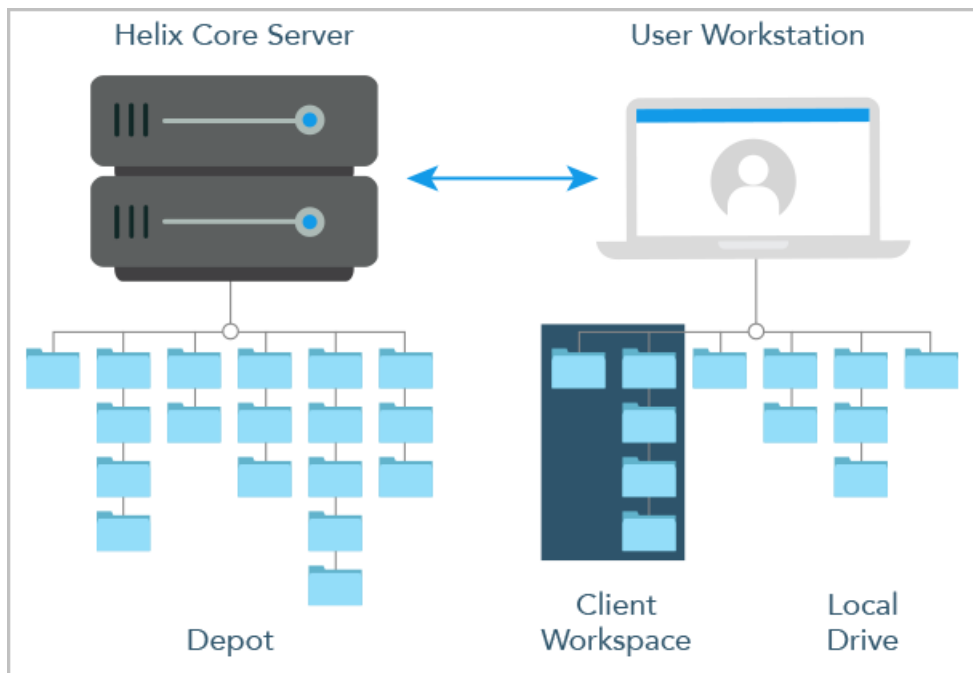 Helix Core Server
User Workstation
Depot
Client
Workspace
Local
Drive